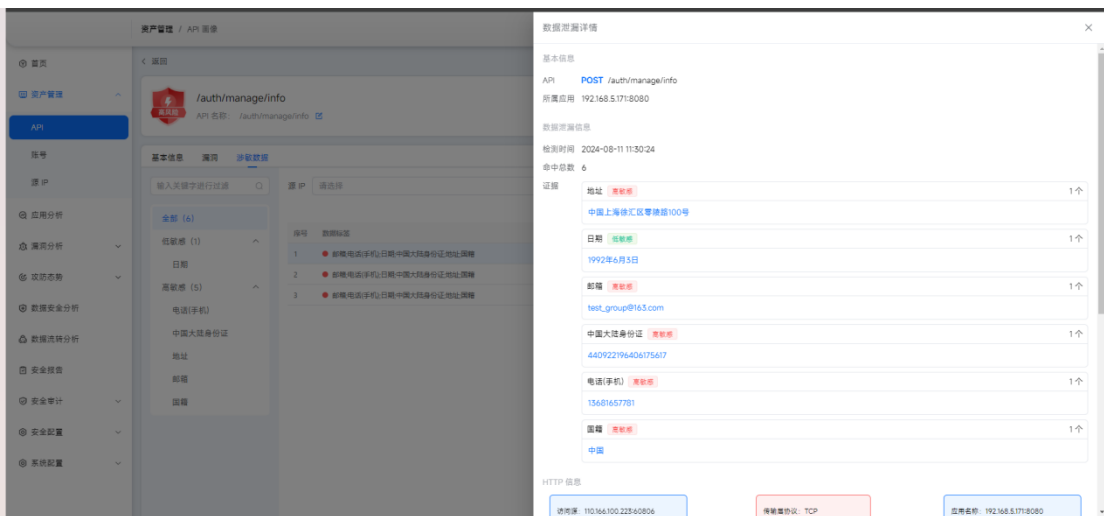 资产管理 / API 画像
首页
资产管理
API
账号
源 IP
应用分析
漏洞分析
攻防态势
数据安全分析
数据流转分析
安全报告
安全审计
安全配置
系统配置
< 返回
高风险
/auth/manage/info
API 名称: /auth/manage/info
基本信息 漏洞 涉敏数据
输入关键字进行过滤
源 IP 请选择
全部 (6)
低敏感 (1)
日期
高敏感 (5)
电话(手机)
中国大陆身份证
地址
邮箱
国籍
序号 数据标签
1 邮箱;电话(手机);日期;中国大陆身份证;地址;国籍
2 邮箱;电话(手机);日期;中国大陆身份证;地址;国籍
3 邮箱;电话(手机);日期;中国大陆身份证;地址;国籍
数据泄漏详情
基本信息
API POST /auth/manage/info
所属应用 192.168.5.171:8080
数据泄漏信息
检测时间 2024-08-11 11:30:24
命中总数 6
证据
地址 高敏感 1个
中国上海徐汇区零陵路100号
日期 低敏感 1个
1992年6月3日
邮箱 高敏感 1个
test_group@163.com
中国大陆身份证 高敏感 1个
440922196406175617
电话(手机) 高敏感 1个
13681657781
国籍 高敏感 1个
中国
HTTP 信息
访问源: 110.166.100.223:60806
传输层协议: TCP
应用名称: 192.168.5.171:8080